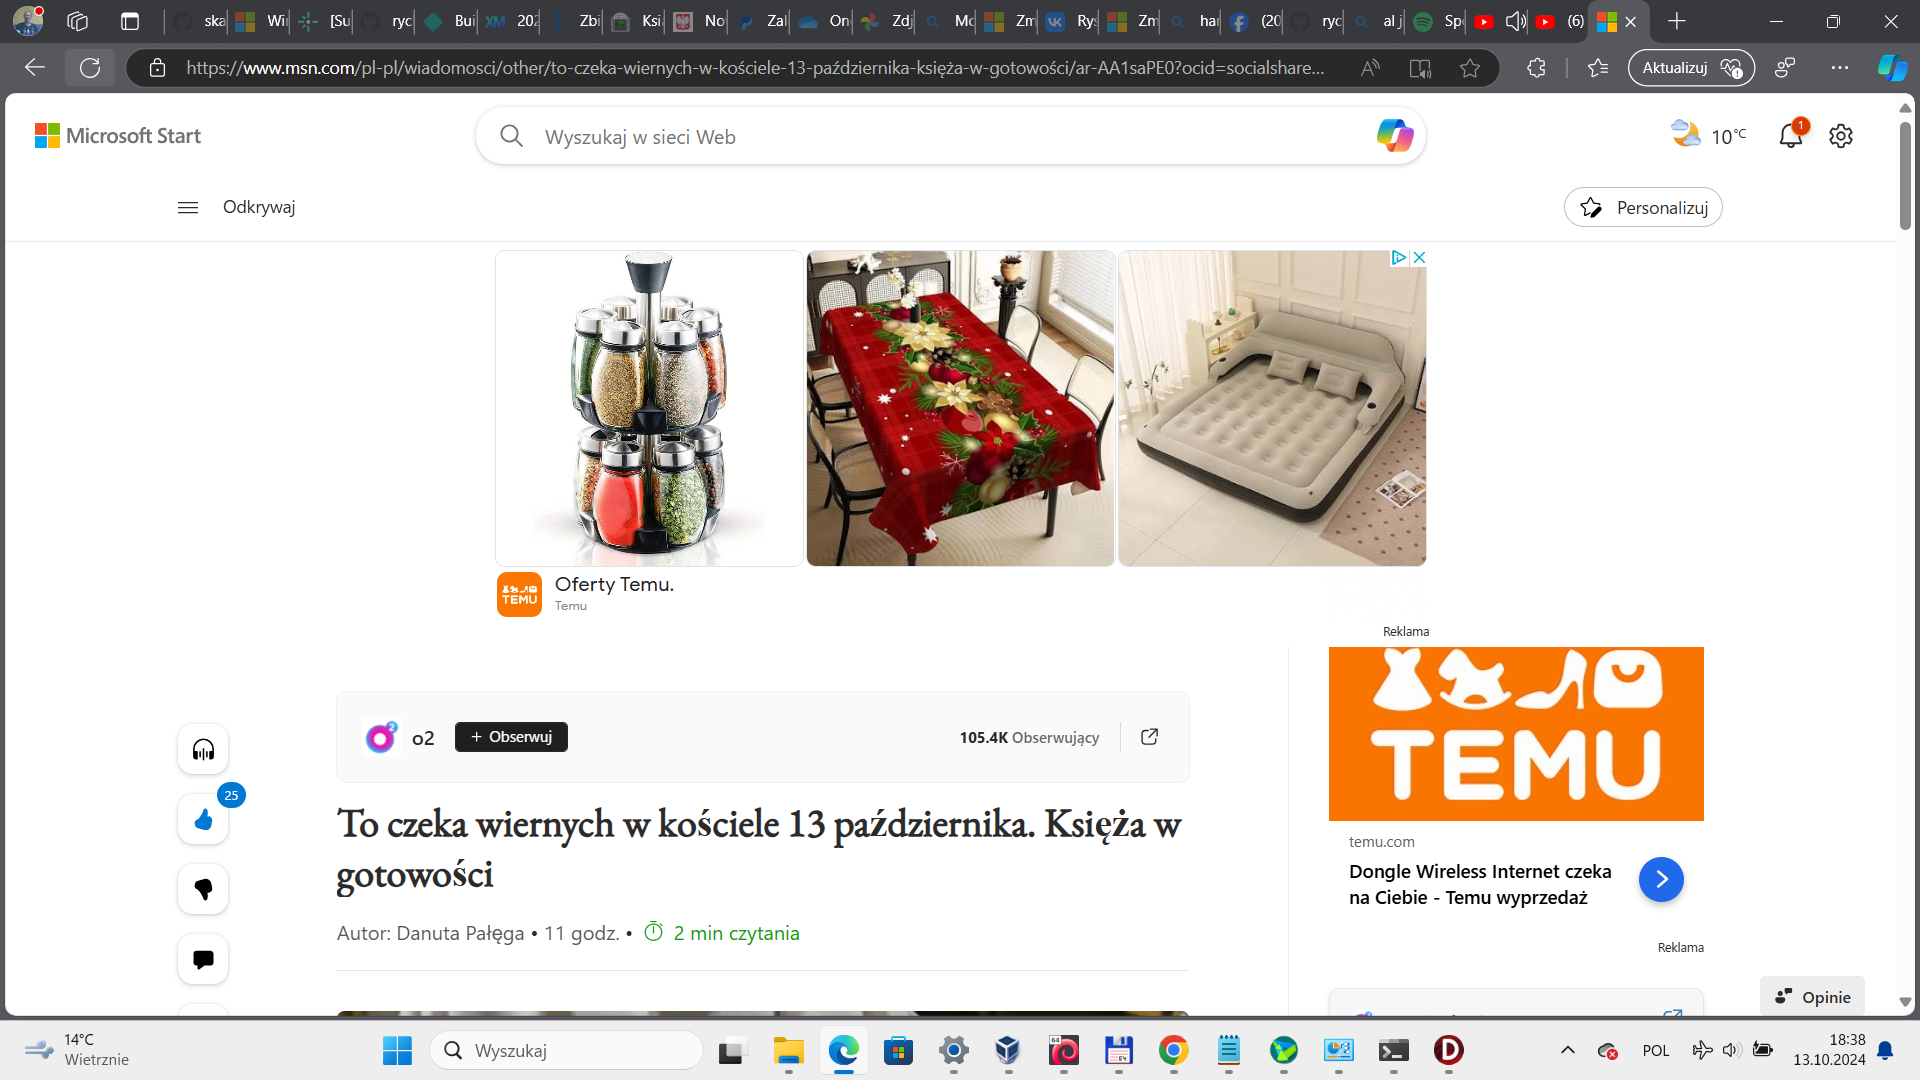 ska
Wi
[Su
ryc
Bui
202
Zbi
Ksi
No
Zal
On
Zdj
Mc
Zm
Rys
Zm
har
(20
ryc
al j
Sp
(6)
https://www.msn.com/pl-pl/wiadomosci/other/to-czeka-wiernych-w-kościele-13-października-księża-w-gotowości/ar-AA1saPE0?ocid=socialshare...
Aktualizuj
Microsoft Start
Wyszukaj w sieci Web
10°C
1
Odkrywaj
Personalizuj
TEMU
Oferty Temu.
Temu
Reklama
TEMU
o2
+ Obserwuj
105.4K Obserwujący
25
To czeka wiernych w kościele 13 października. Księża w
gotowości
Autor: Danuta Pałęga • 11 godz. • 2 min czytania
temu.com
Dongle Wireless Internet czeka
na Ciebie - Temu wyprzedaż
Reklama
Opinie
14°C
Wietrznie
Wyszukaj
64
64
POL
18:38
13.10.2024